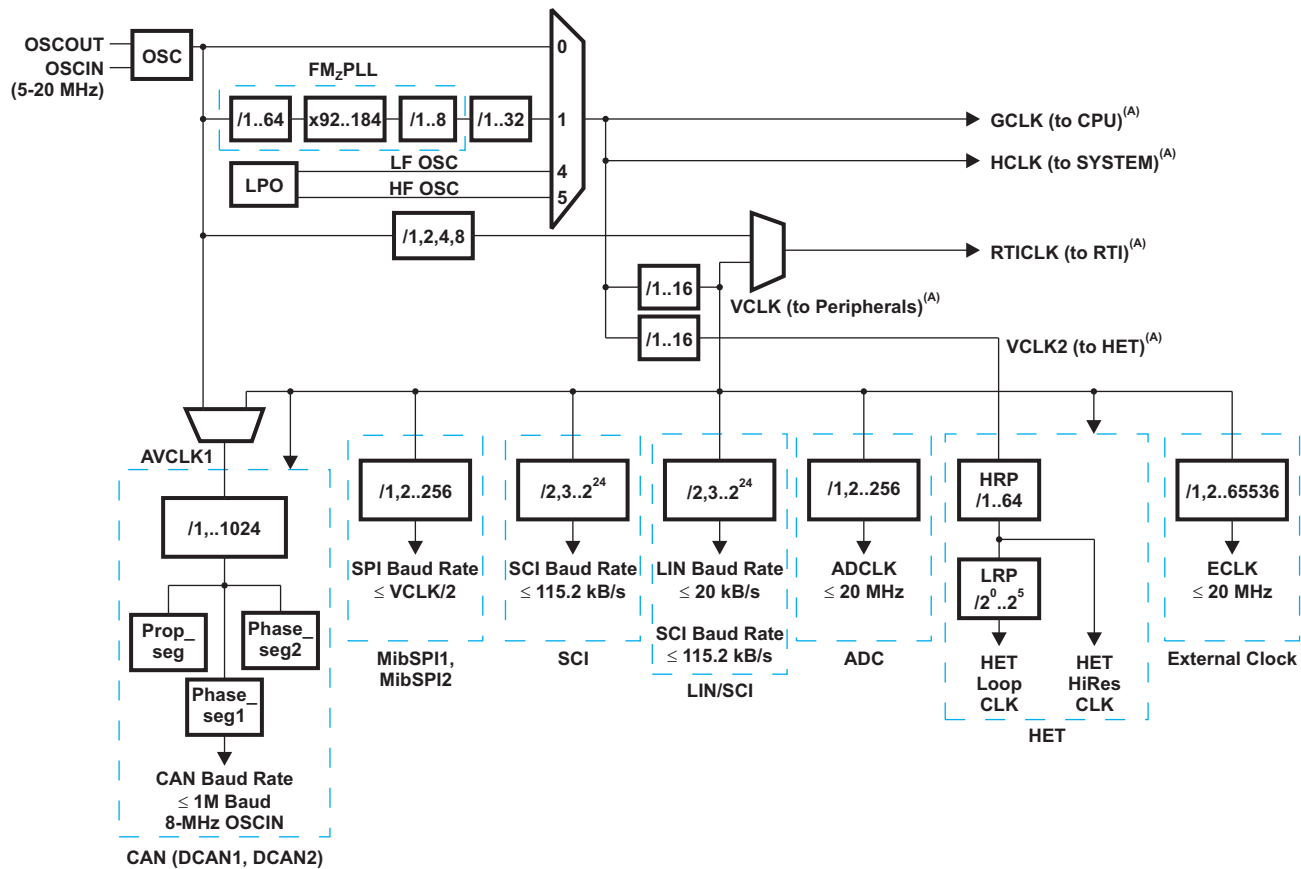 OSCOUT
OSCIN
(5-20 MHz)
OSC
FMZPLL
/1..64
x92..184
/1..8
/1..32
0
1
4
5
LF OSC
HF OSC
LPO
/1,2,4,8
GCLK (to CPU)(A)
HCLK (to SYSTEM)(A)
RTICLK (to RTI)(A)
/1..16
VCLK (to Peripherals)(A)
/1..16
VCLK2 (to HET)(A)
AVCLK1
/1,..1024
Prop_
seg
Phase_
seg2
Phase_
seg1
CAN Baud Rate
≤ 1M Baud
8-MHz OSCIN
CAN (DCAN1, DCAN2)
/1,2..256
SPI Baud Rate
≤ VCLK/2
MibSPI1,
MibSPI2
/2,3..2^24
SCI Baud Rate
≤ 115.2 kB/s
SCI
/2,3..2^24
LIN Baud Rate
≤ 20 kB/s
SCI Baud Rate
≤ 115.2 kB/s
LIN/SCI
/1,2..256
ADCLK
≤ 20 MHz
ADC
HRP
/1..64
LRP
/2^0..2^5
HET
Loop
CLK
HET
HiRes
CLK
HET
/1,2..65536
ECLK
≤ 20 MHz
External Clock